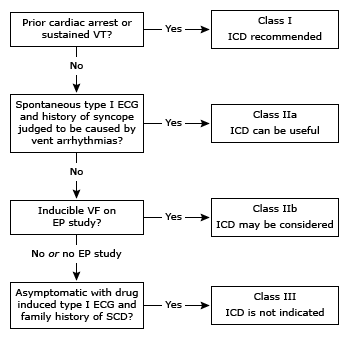 Prior cardiac arrest or
sustained VT?
Yes
Class I
ICD recommended
No
Spontaneous type I ECG
and history of syncope
judged to be caused by
vent arrhythmias?
Yes
Class IIa
ICD can be useful
No
Inducible VF on
EP study?
Yes
Class IIb
ICD may be considered
No or no EP study
Asymptomatic with drug
induced type I ECG and
family history of SCD?
Yes
Class III
ICD is not indicated